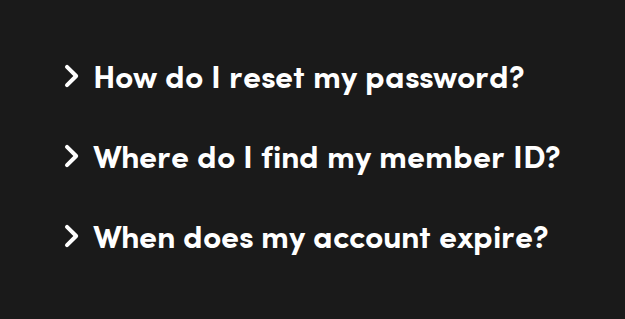 How do I reset my password?
Where do I find my member ID?
When does my account expire?